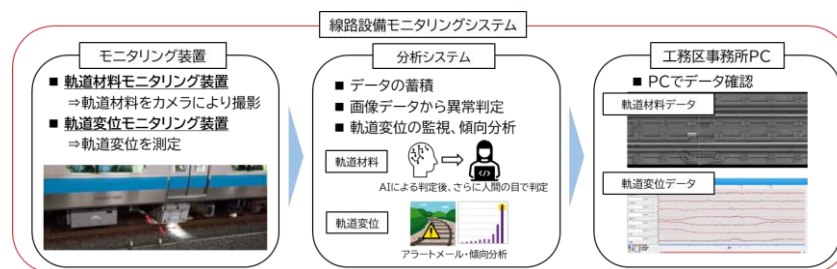 線路設備モニタリングシステム
モニタリング装置
■ 軌道材料モニタリング装置
⇒軌道材料をカメラにより撮影
■ 軌道変位モニタリング装置
⇒軌道変位を測定
分析システム
■ データの蓄積
■ 画像データから異常判定
■ 軌道変位の監視、傾向分析
軌道材料
AIによる判定後、さらに人間の目で判定
軌道変位
アラートメール・傾向分析
工務区事務所PC
■ PCでデータ確認
軌道材料データ
軌道変位データ